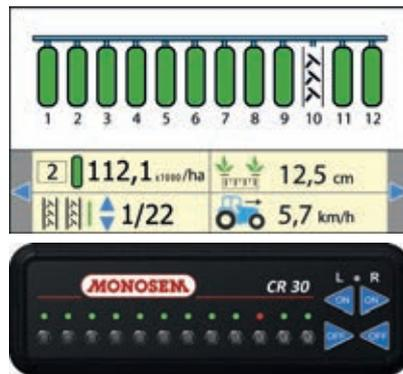 1 2 3 4 5 6 7 8 9 10 11 12
2 112,1 x1000/ha 12,5 cm
1/22 5,7 km/h
MONOSEM CR 30 L R
ON ON
OFF OFF